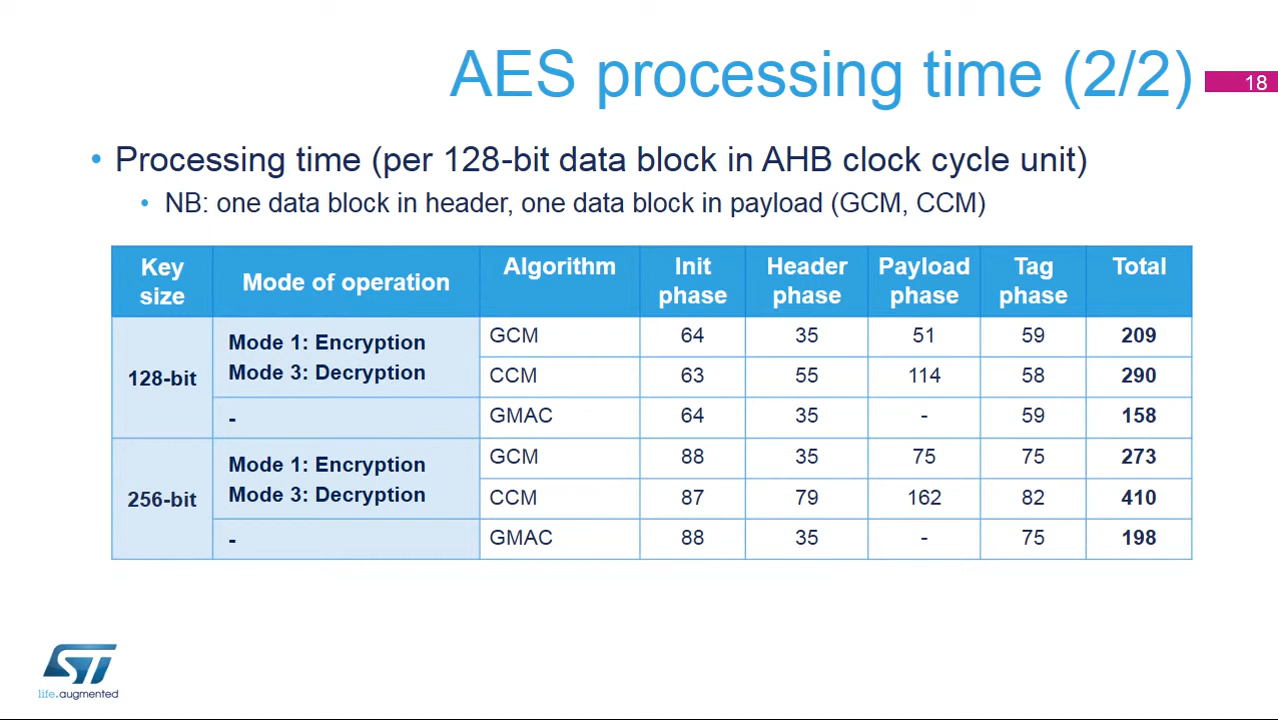 AES processing time (2/2)
18
• Processing time (per 128-bit data block in AHB clock cycle unit)
• NB: one data block in header, one data block in payload (GCM, CCM)
Key size Mode of operation Algorithm Init phase Header phase Payload phase Tag phase Total
128-bit Mode 1: Encryption Mode 3: Decryption GCM 64 35 51 59 209
CCM 63 55 114 58 290
- GMAC 64 35 - 59 158
256-bit Mode 1: Encryption Mode 3: Decryption GCM 88 35 75 75 273
CCM 87 79 162 82 410
- GMAC 88 35 - 75 198
ST
life.augmented